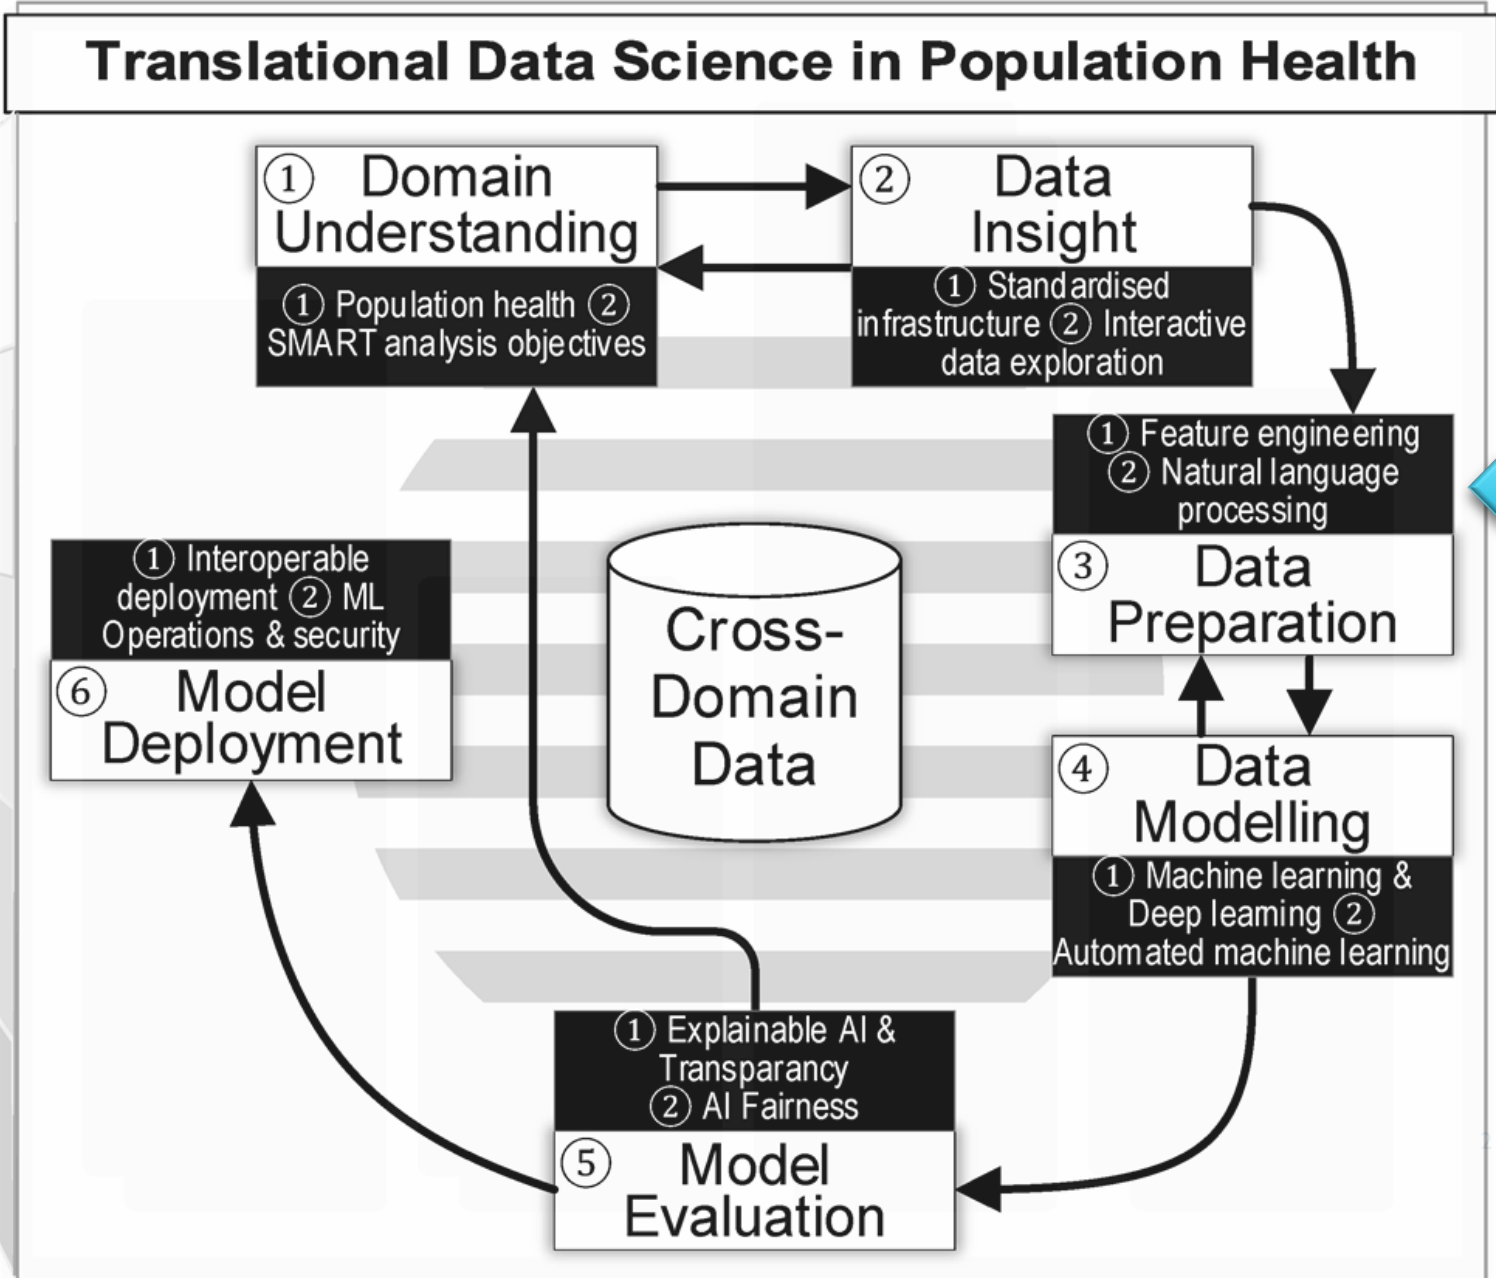 Translational Data Science in Population Health
① Domain
Understanding
① Population health ②
SMART analysis objectives
② Data
Insight
① Standardised
infrastructure ② Interactive
data exploration
① Feature engineering
② Natural language
processing
③ Data
Preparation
④ Data
Modelling
① Machine learning &
Deep learning ②
Automated machine learning
① Explainable AI &
Transparancy
② AI Fairness
⑤ Model
Evaluation
① Interoperable
deployment ② ML
Operations & security
⑥ Model
Deployment
Cross-
Domain
Data